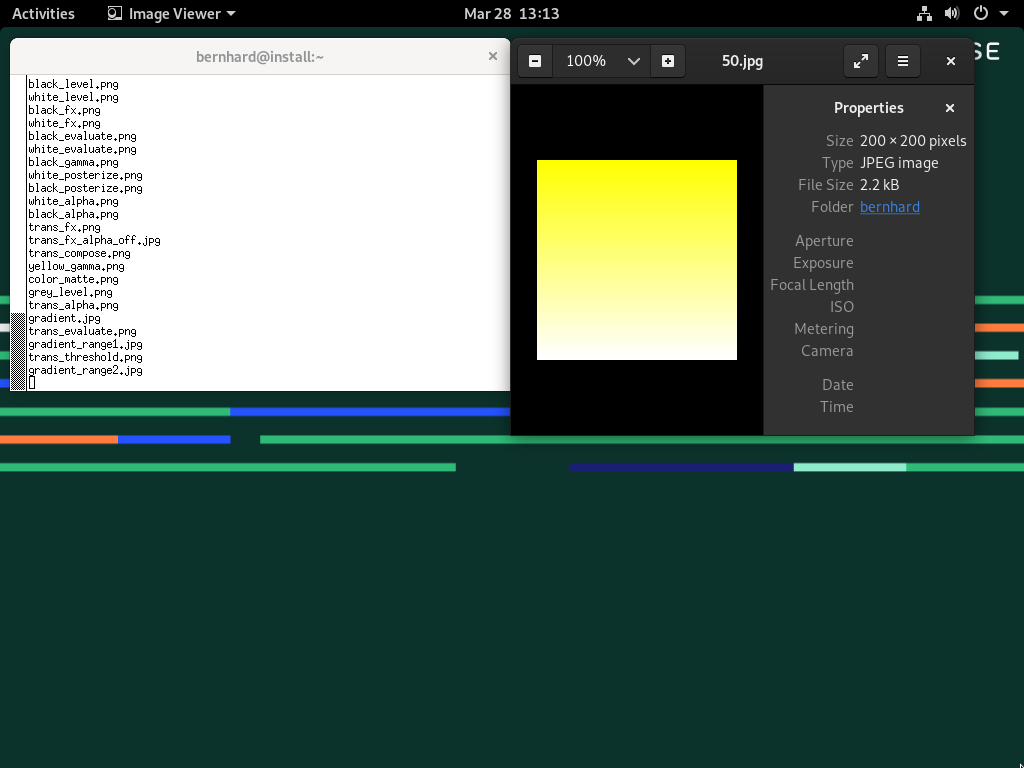 Activities Image Viewer Mar 28 13:13
bernhard@install:~
black_level.png
white_level.png
black_fx.png
white_fx.png
black_evaluate.png
white_evaluate.png
black_gamma.png
white_posterize.png
black_posterize.png
white_alpha.png
black_alpha.png
trans_fx.png
trans_fx_alpha_off.jpg
trans_compose.png
yellow_gamma.png
color_matte.png
grey_level.png
trans_alpha.png
gradient.jpg
trans_evaluate.png
gradient_range1.jpg
trans_threshold.png
gradient_range2.jpg
100% 50.jpg
Properties
Size 200 × 200 pixels
Type JPEG image
File Size 2.2 kB
Folder bernhard
Aperture
Exposure
Focal Length
ISO
Metering
Camera
Date
Time
SE